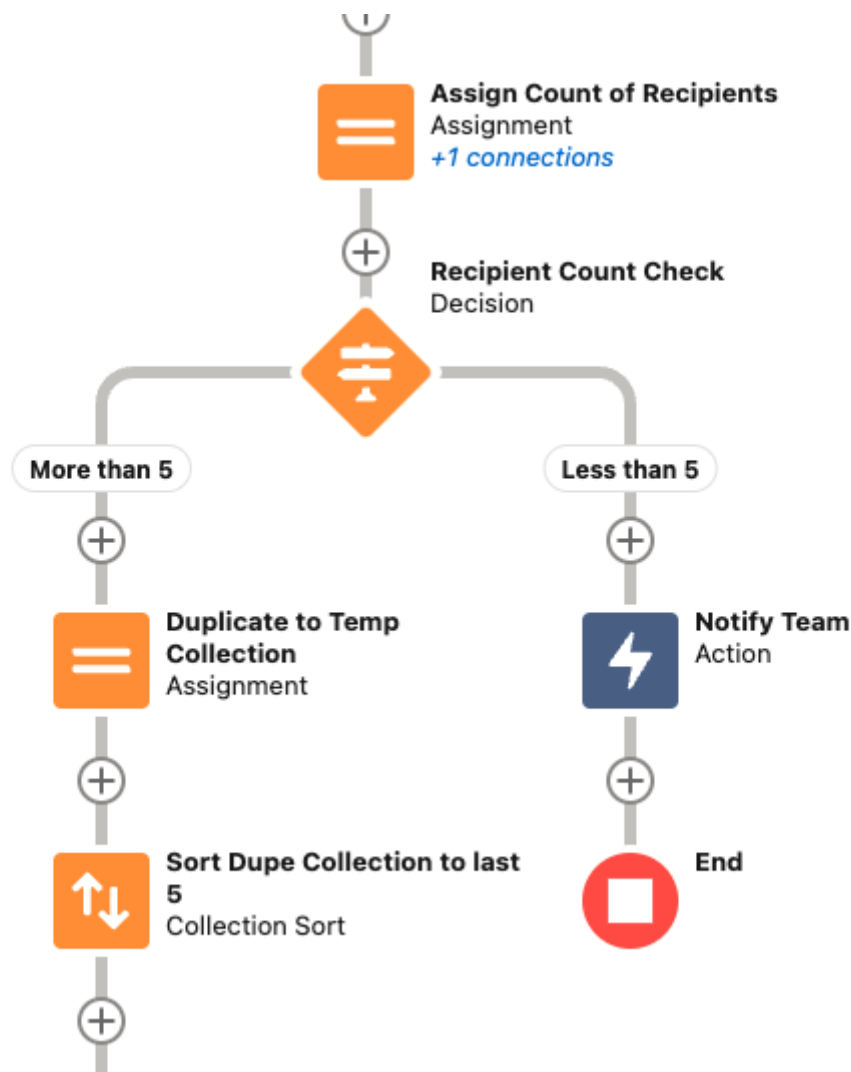 Assign Count of Recipients
Assignment
+1 connections
Recipient Count Check
Decision
More than 5
Less than 5
Duplicate to Temp
Collection
Assignment
Notify Team
Action
Sort Dupe Collection to last
5
Collection Sort
End